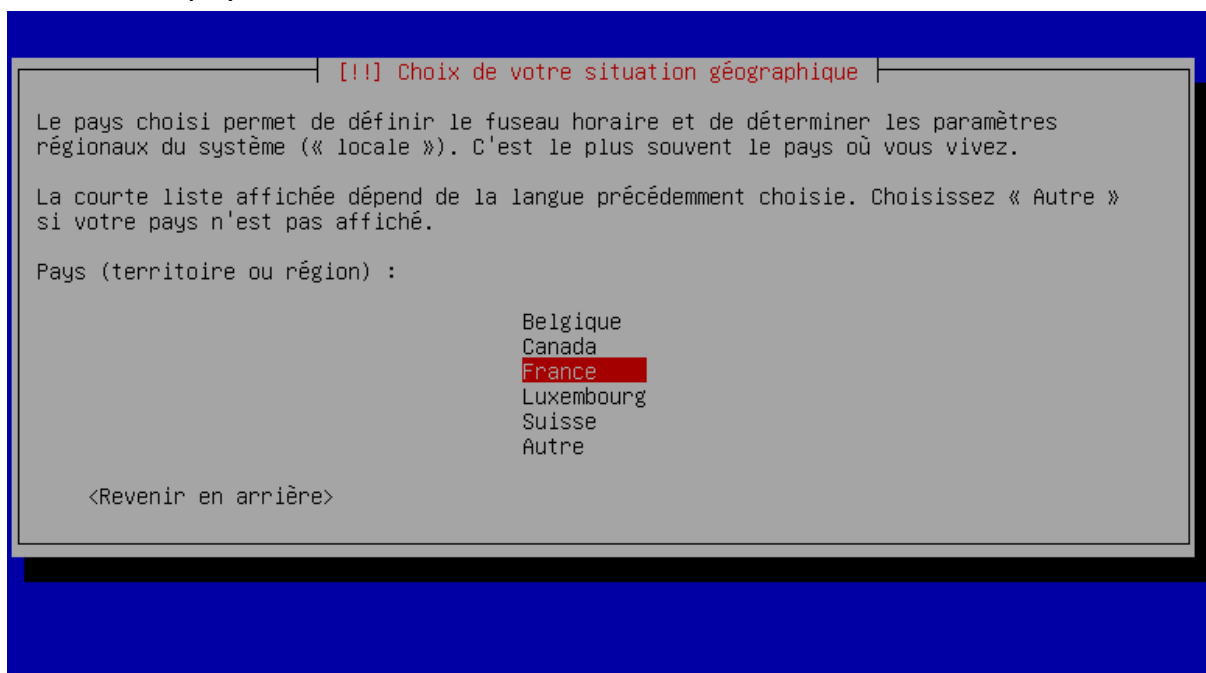 [!!] Choix de votre situation géographique
Le pays choisi permet de définir le fuseau horaire et de déterminer les paramètres
régionaux du système (« locale »). C'est le plus souvent le pays où vous vivez.
La courte liste affichée dépend de la langue précédemment choisie. Choisissez « Autre »
si votre pays n'est pas affiché.
Pays (territoire ou région) :
Belgique
Canada
France
Luxembourg
Suisse
Autre
<Revenir en arrière>